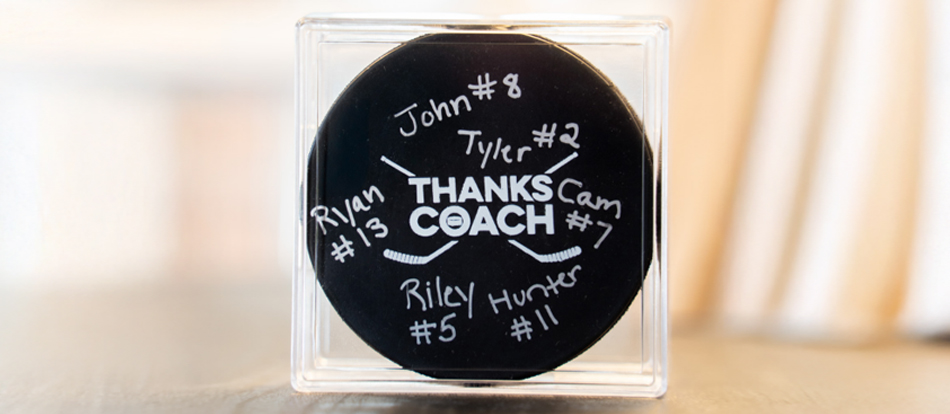 John #8
Tyler #2
THANKS
COACH
Cam
#7
Ryan
#13
Riley
#5
Hunter
#11